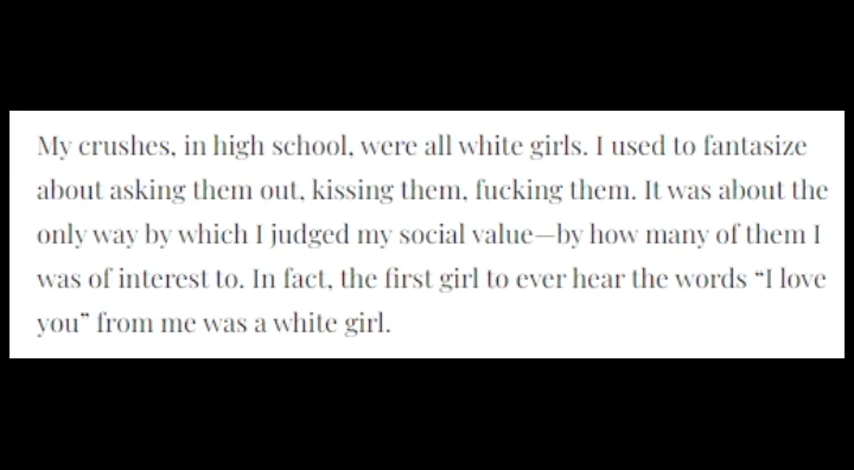 My crushes, in high school, were all white girls. I used to fantasize
about asking them out, kissing them, fucking them. It was about the
only way by which I judged my social value—by how many of them I
was of interest to. In fact, the first girl to ever hear the words “I love
you” from me was a white girl.